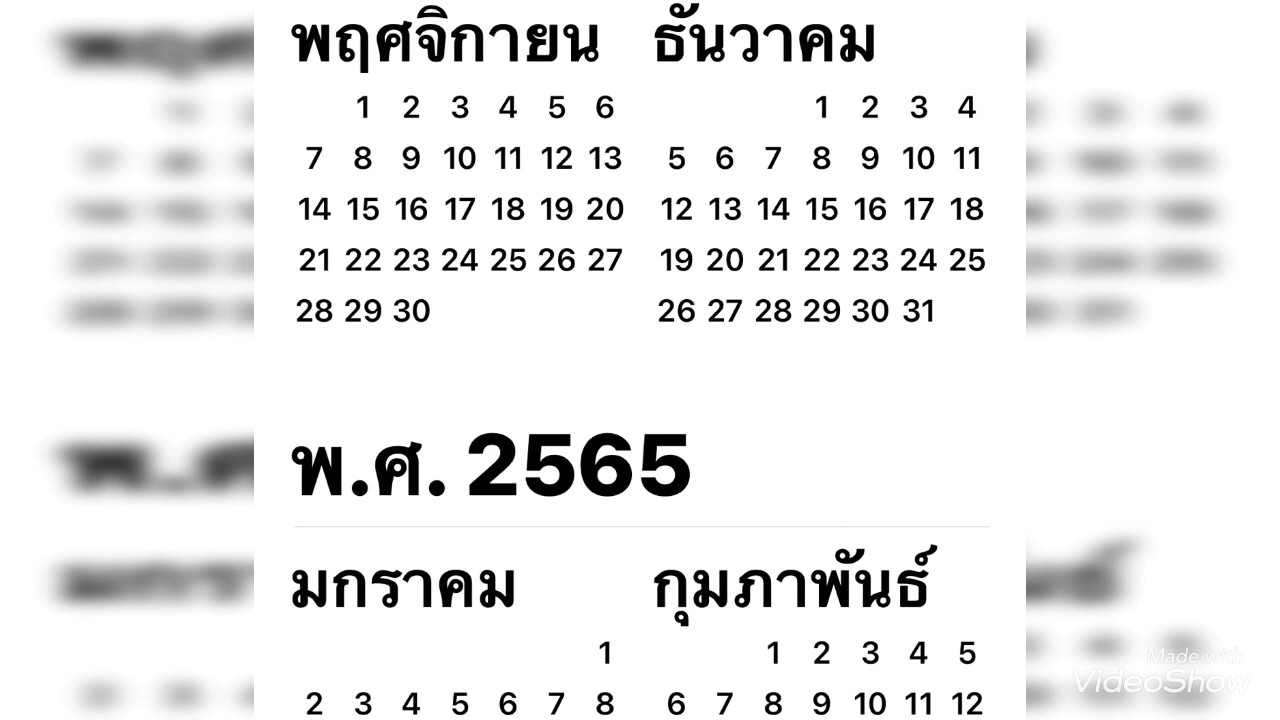 พฤศจิกายน ธันวาคม
1 2 3 4 5 6 1 2 3 4
7 8 9 10 11 12 13 5 6 7 8 9 10 11
14 15 16 17 18 19 20 12 13 14 15 16 17 18
21 22 23 24 25 26 27 19 20 21 22 23 24 25
28 29 30 26 27 28 29 30 31
พ.ศ. 2565
มกราคม กุมภาพันธ์
1 1 2 3 4 5
2 3 4 5 6 7 8 6 7 8 9 10 11 12
Made with
VideoShow